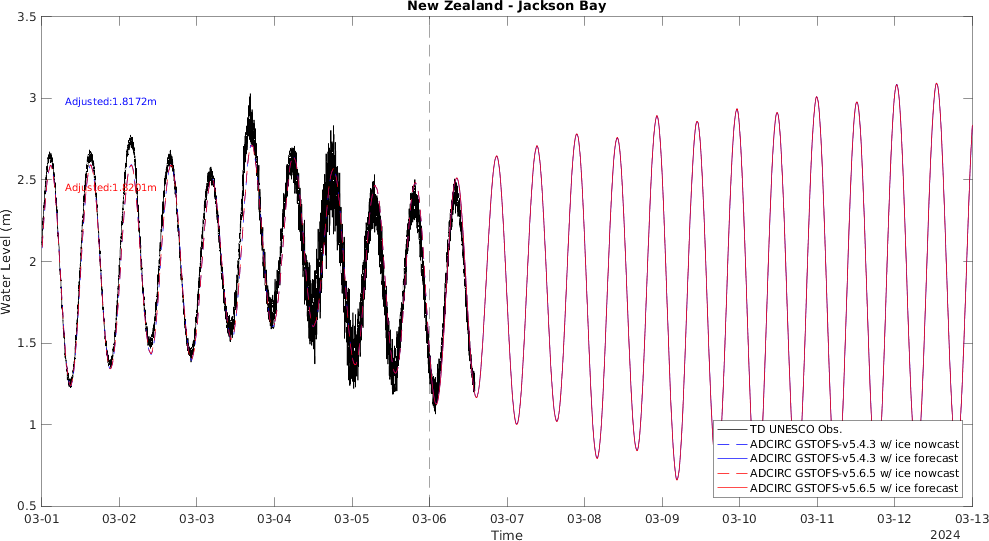 New Zealand - Jackson Bay
3.5
3
2.5
2
1.5
1
0.5
Water Level (m)
Adjusted:1.8172m
Adjusted:1.8201m
TD UNESCO Obs.
ADCIRC GSTOFS-v5.4.3 w/ ice nowcast
ADCIRC GSTOFS-v5.4.3 w/ ice forecast
ADCIRC GSTOFS-v5.6.5 w/ ice nowcast
ADCIRC GSTOFS-v5.6.5 w/ ice forecast
03-01 03-02 03-03 03-04 03-05 03-06 03-07 03-08 03-09 03-10 03-11 03-12 03-13
Time
2024